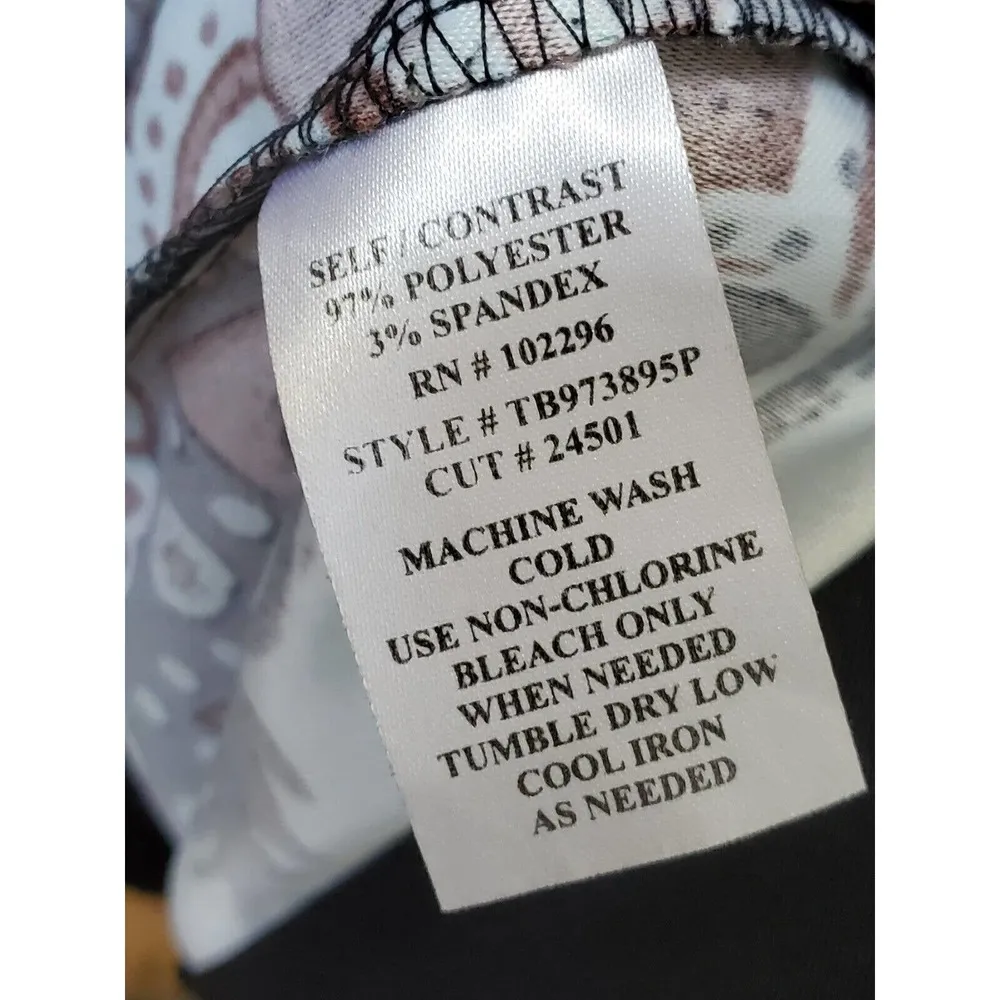 SELF / CONTRAST
97% POLYESTER
3% SPANDEX
RN # 102296
STYLE # TB973895P
CUT # 24501
MACHINE WASH
COLD
USE NON-CHLORINE
BLEACH ONLY
WHEN NEEDED
TUMBLE DRY LOW
COOL IRON
AS NEEDED